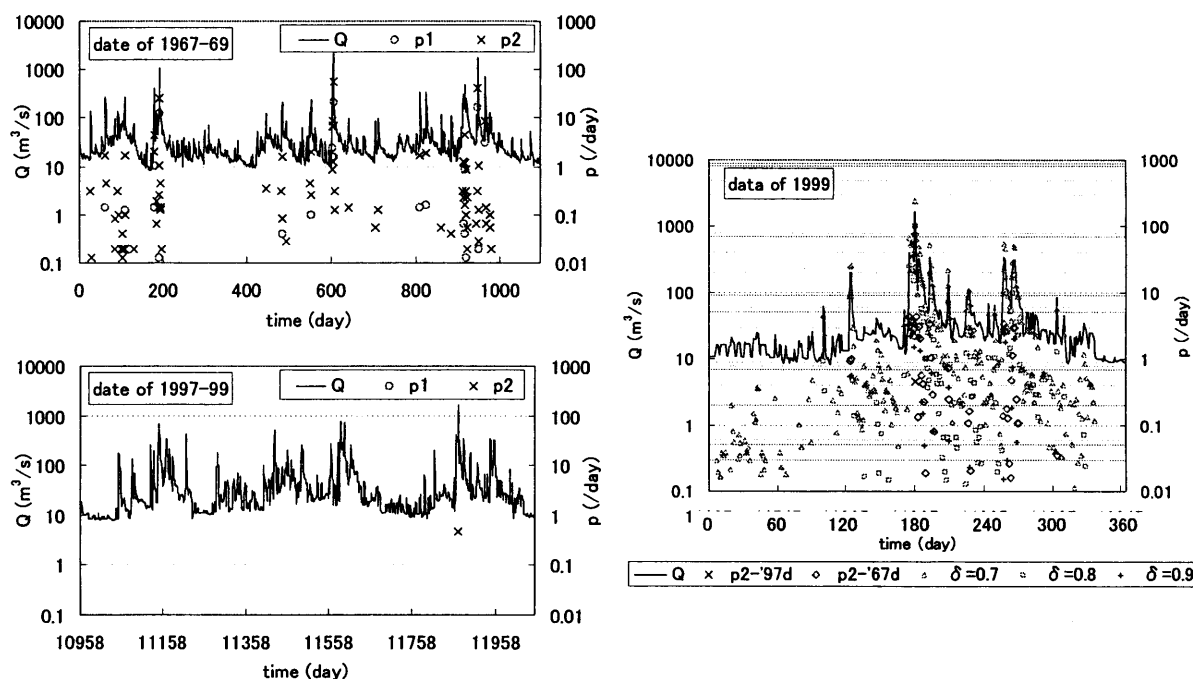 date of 1967-69
Q p1 p2
10000
1000
100
10
1
0.1
Q (m³/s)
1000
100
10
1
0.1
0.01
p (/day)
0 200 400 600 800 1000
time (day)
date of 1997-99
Q p1 p2
10000
1000
100
10
1
0.1
Q (m³/s)
1000
100
10
1
0.1
0.01
p (/day)
10958 11158 11358 11558 11758 11958
time (day)
data of 1999
10000
1000
100
10
1
0.1
Q (m³/s)
1000
100
10
1
0.1
0.01
p (/day)
1 0 60 120 180 240 300 360
time (day)
Q p2-'97d p2-'67d δ=0.7 δ=0.8 δ=0.9